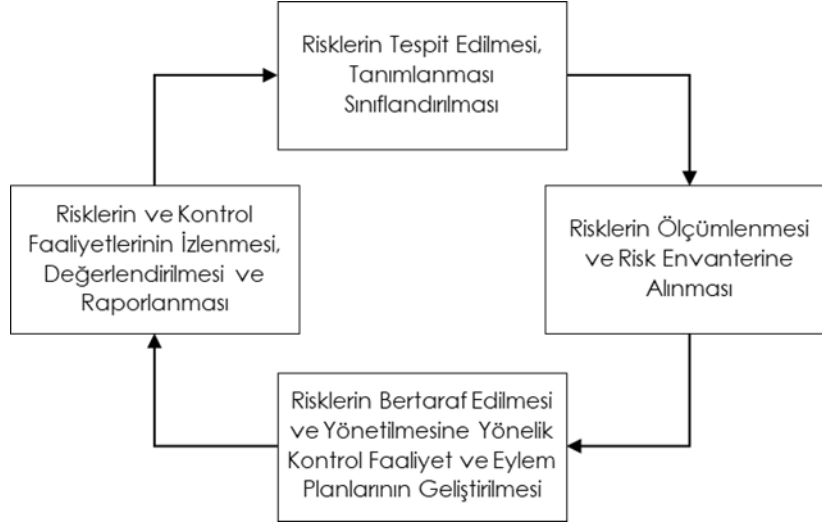 Risklerin Tespit Edilmesi,
Tanımlanması
Sınıflandırılması
Risklerin Ölçümlenmesi
ve Risk Envanterine
Alınması
Risklerin Bertaraf Edilmesi
ve Yönetilmesine Yönelik
Kontrol Faaliyet ve Eylem
Planlarının Geliştirilmesi
Risklerin ve Kontrol
Faaliyetlerinin İzlenmesi,
Değerlendirilmesi ve
Raporlanması